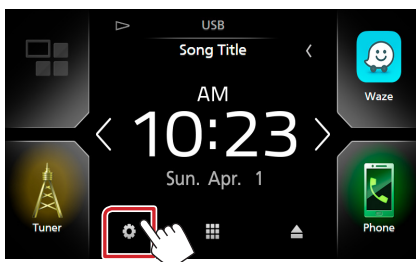 USB
Song Title
AM
10:23
Sun. Apr. 1
Waze
Tuner
Phone